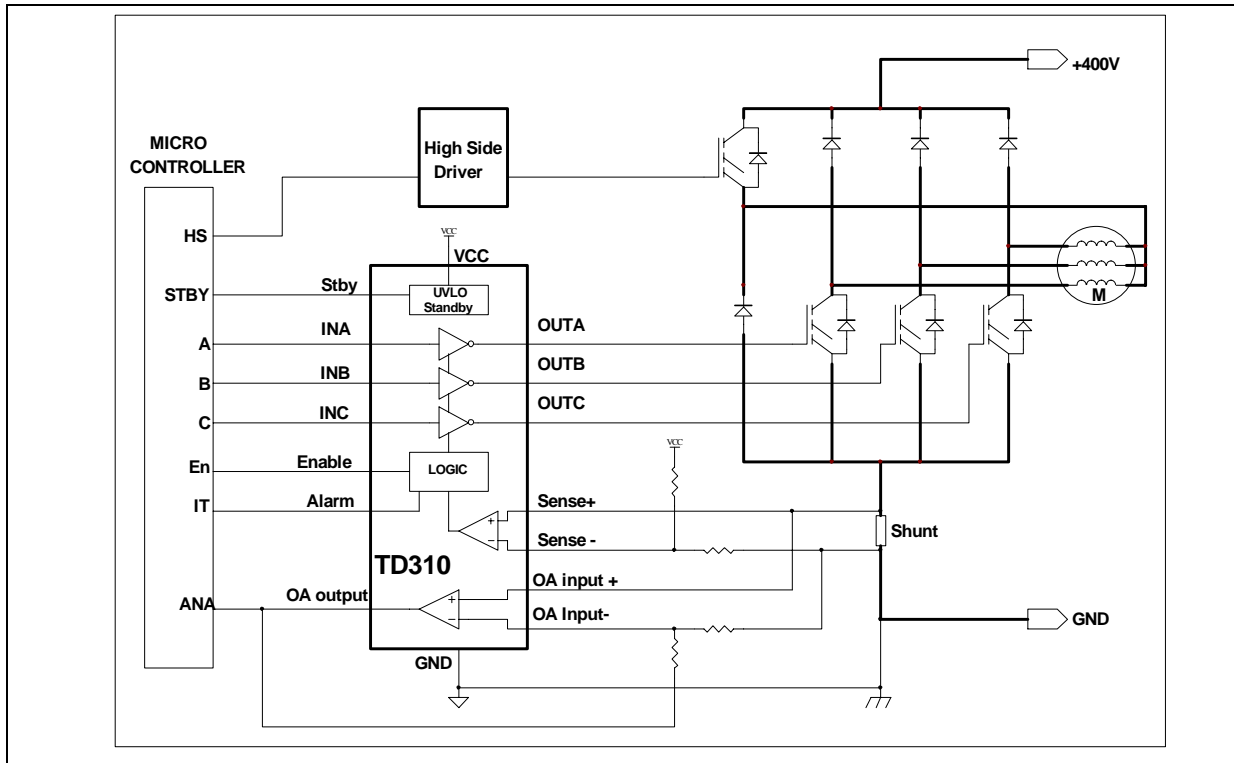 +400V
MICRO
CONTROLLER
High Side
Driver
HS
VCC
VCC
STBY
Stby
UVLO
Standby
M
A
INA
OUTA
B
INB
OUTB
C
INC
OUTC
VCC
En
Enable
LOGIC
IT
Alarm
Sense+
+
Shunt
Sense -
−
TD310
OA input +
ANA
OA output
+
OA Input-
−
GND
GND